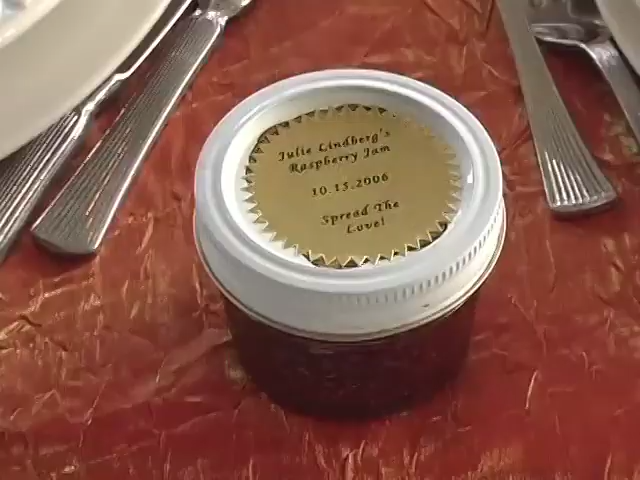 Julie Lindberg's
Raspberry Jam
10.15.2006
Spread The
Love!